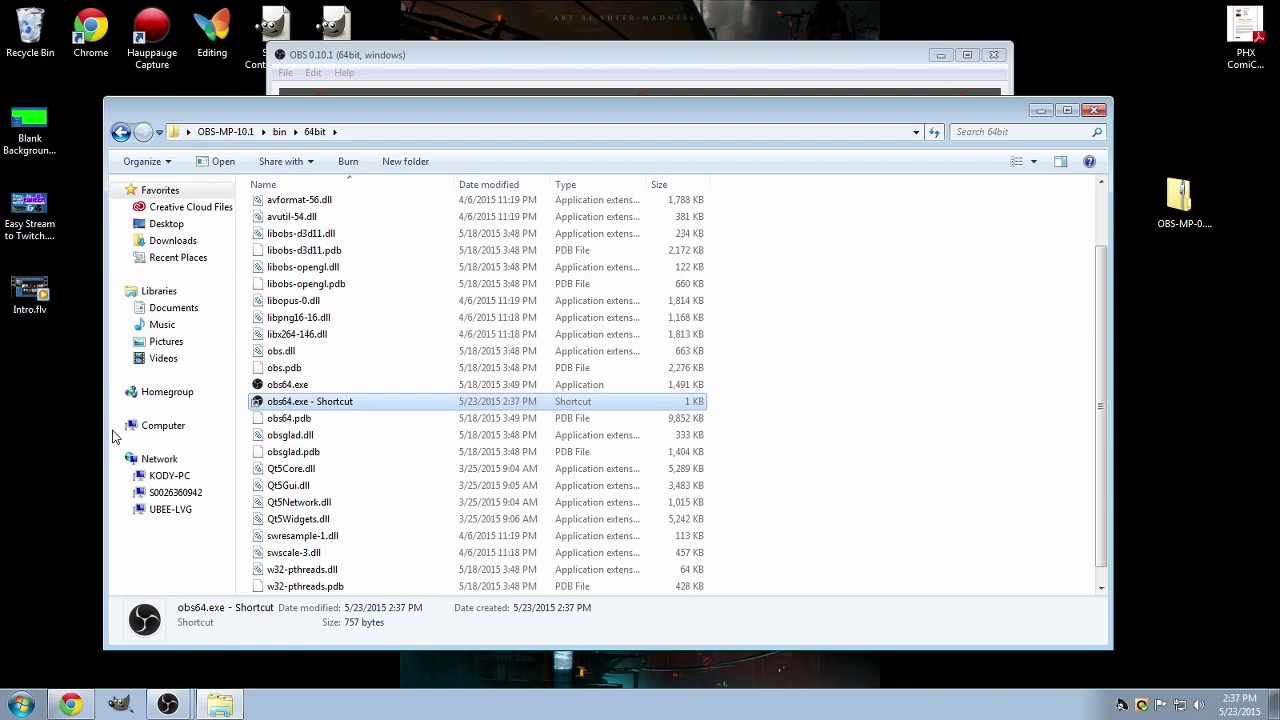 RT BE SHEER-MADNESS
Recycle Bin
Chrome
Hauppauge
Capture
Editing
PHX
ComiC...
OBS 0.10.1 (64bit, windows)
File Edit Help
OBS-MP-10.1 bin 64bit
Search 64bit
Organize Open Share with Burn New folder
Blank
Backgroun...
Easy Stream
to Twitch....
Intro.flv
OBS-MP-0....
Favorites
Creative Cloud Files
Desktop
Downloads
Recent Places
Libraries
Documents
Music
Pictures
Videos
Homegroup
Computer
Network
KODY-PC
S0026360942
UBEE-LVG
Name Date modified Type Size
avformat-56.dll 4/6/2015 11:19 PM Application extens... 1,788 KB
avutil-54.dll 4/6/2015 11:19 PM Application extens... 381 KB
libobs-d3d11.dll 5/18/2015 3:48 PM Application extens... 234 KB
libobs-d3d11.pdb 5/18/2015 3:48 PM PDB File 2,172 KB
libobs-opengl.dll 5/18/2015 3:48 PM Application extens... 122 KB
libobs-opengl.pdb 5/18/2015 3:48 PM PDB File 660 KB
libopus-0.dll 4/6/2015 11:19 PM Application extens... 1,814 KB
libpng16-16.dll 4/6/2015 11:18 PM Application extens... 1,168 KB
libx264-146.dll 4/6/2015 11:18 PM Application extens... 1,813 KB
obs.dll 5/18/2015 3:48 PM Application extens... 663 KB
obs.pdb 5/18/2015 3:48 PM PDB File 2,276 KB
obs64.exe 5/18/2015 3:49 PM Application 1,491 KB
obs64.exe - Shortcut 5/23/2015 2:37 PM Shortcut 1 KB
obs64.pdb 5/18/2015 3:49 PM PDB File 9,852 KB
obsglad.dll 5/18/2015 3:48 PM Application extens... 333 KB
obsglad.pdb 5/18/2015 3:48 PM PDB File 1,404 KB
Qt5Core.dll 3/25/2015 9:04 AM Application extens... 5,289 KB
Qt5Gui.dll 3/25/2015 9:05 AM Application extens... 3,483 KB
Qt5Network.dll 3/25/2015 9:04 AM Application extens... 1,015 KB
Qt5Widgets.dll 3/25/2015 9:06 AM Application extens... 5,242 KB
swresample-1.dll 4/6/2015 11:19 PM Application extens... 113 KB
swscale-3.dll 4/6/2015 11:18 PM Application extens... 457 KB
w32-pthreads.dll 5/18/2015 3:48 PM Application extens... 64 KB
w32-pthreads.pdb 5/18/2015 3:48 PM PDB File 428 KB
obs64.exe - Shortcut Date modified: 5/23/2015 2:37 PM Date created: 5/23/2015 2:37 PM
Shortcut Size: 757 bytes
2:37 PM
5/23/2015